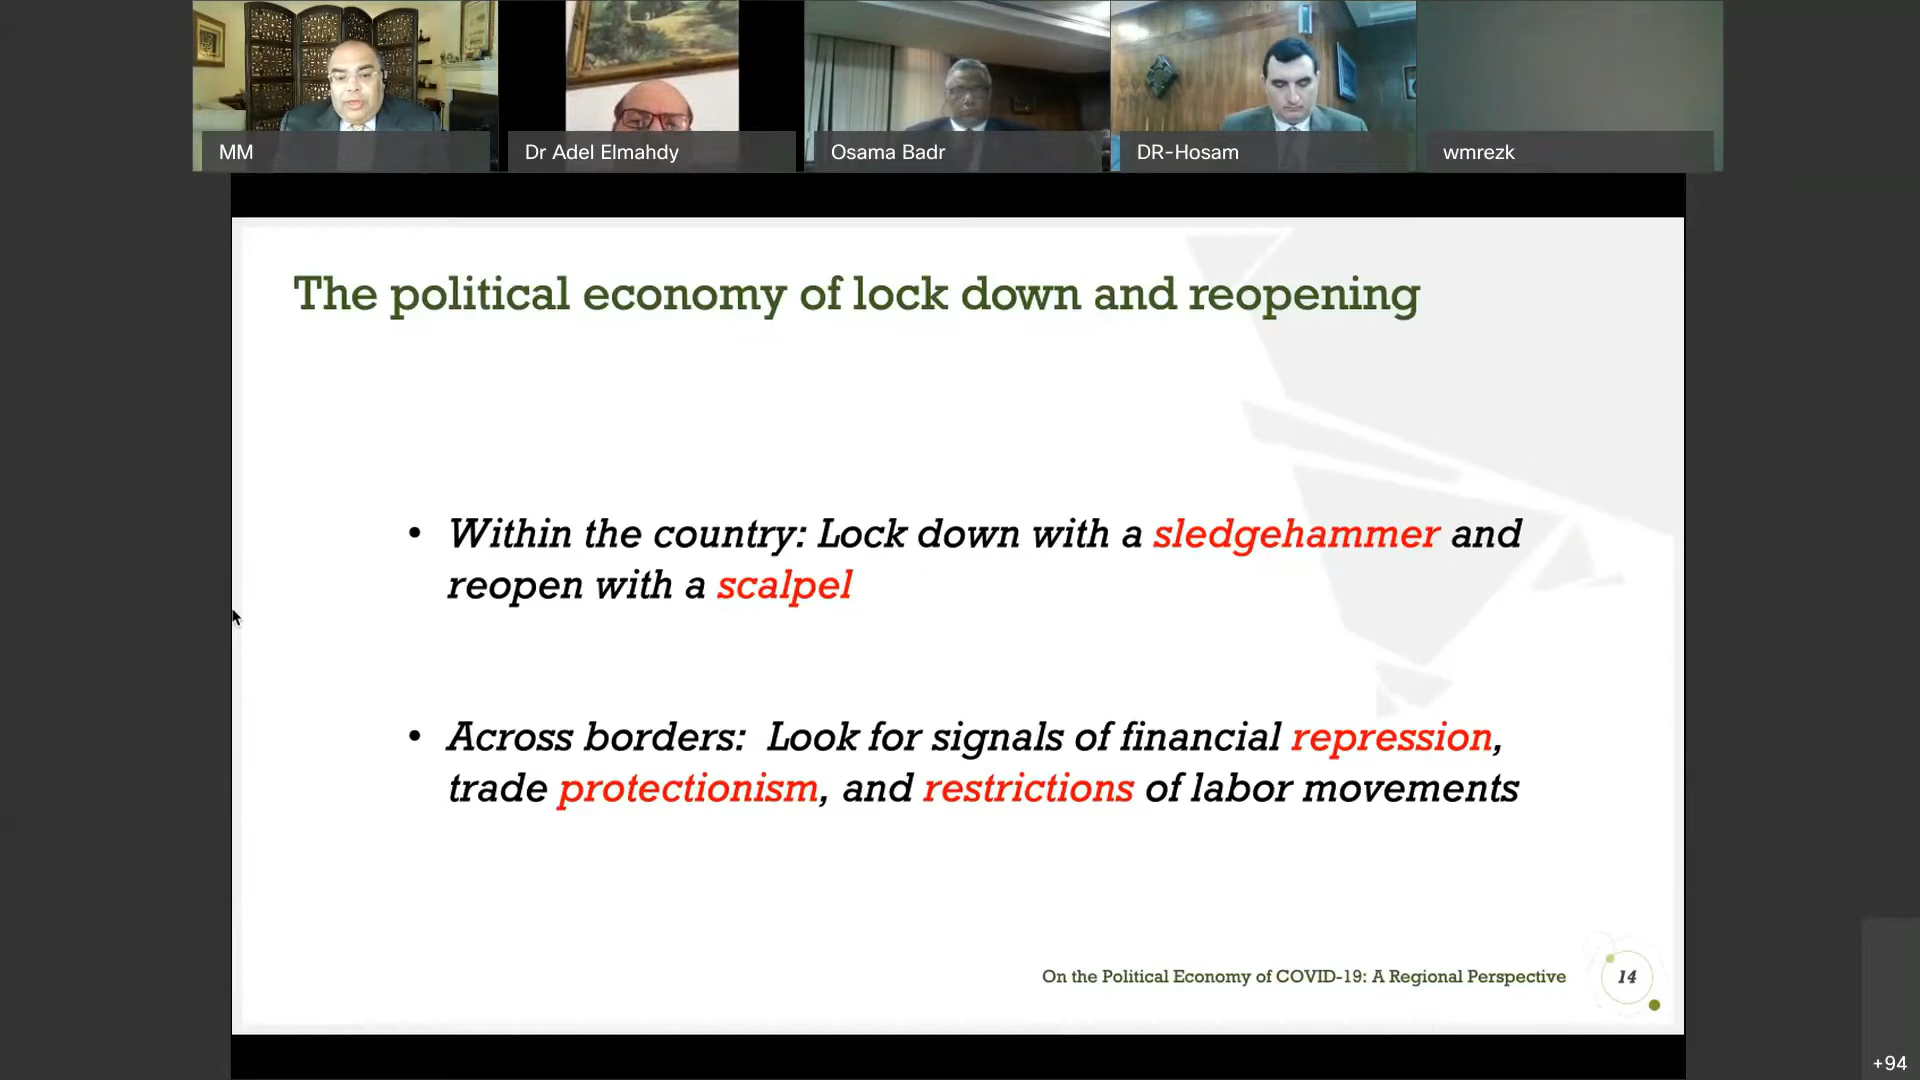 MM
Dr Adel Elmahdy
Osama Badr
DR-Hosam
wmrezk
The political economy of lock down and reopening
• Within the country: Lock down with a sledgehammer and
reopen with a scalpel
• Across borders:  Look for signals of financial repression,
trade protectionism, and restrictions of labor movements
On the Political Economy of COVID-19: A Regional Perspective
14
+94